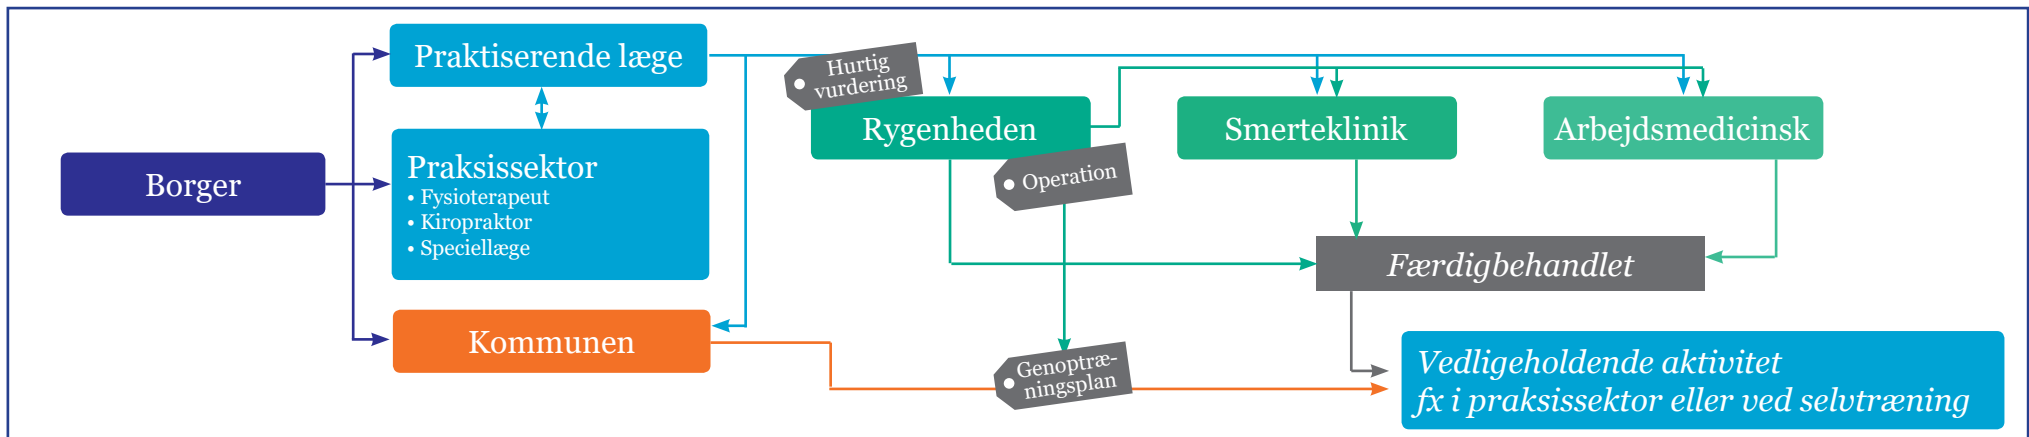 Praktiserende læge
Hurtig
vurdering
Rygenheden
Smerteklinik
Arbejdsmedicinsk
Borger
Praksissektor
• Fysioterapeut
• Kiropraktor
• Speciellæge
Operation
Færdigbehandlet
Kommunen
Genoptræ-
ningsplan
Vedligeholdende aktivitet
fx i praksissektor eller ved selvtræning